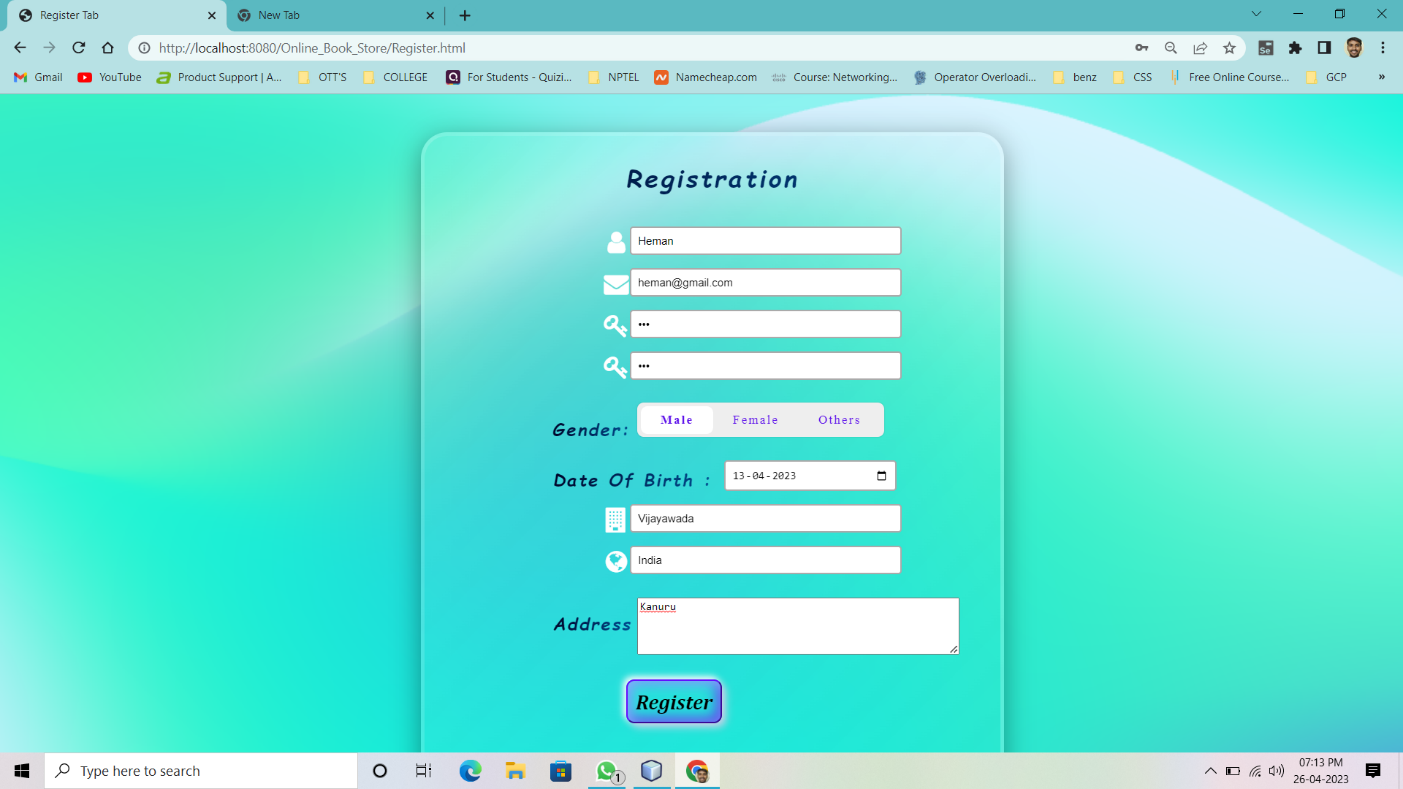 Register Tab
New Tab
http://localhost:8080/Online_Book_Store/Register.html
Se
Gmail
YouTube
Product Support | A...
OTT'S
COLLEGE
For Students - Quizi...
NPTEL
Namecheap.com
Course: Networking...
Operator Overloadi...
benz
CSS
Free Online Course...
GCP
»
Registration
Heman
heman@gmail.com
•••
•••
Gender:
Male
Female
Others
Date Of Birth :
13-04-2023
Vijayawada
India
Address
Kanuru
Register
Type here to search
1
07:13 PM
26-04-2023